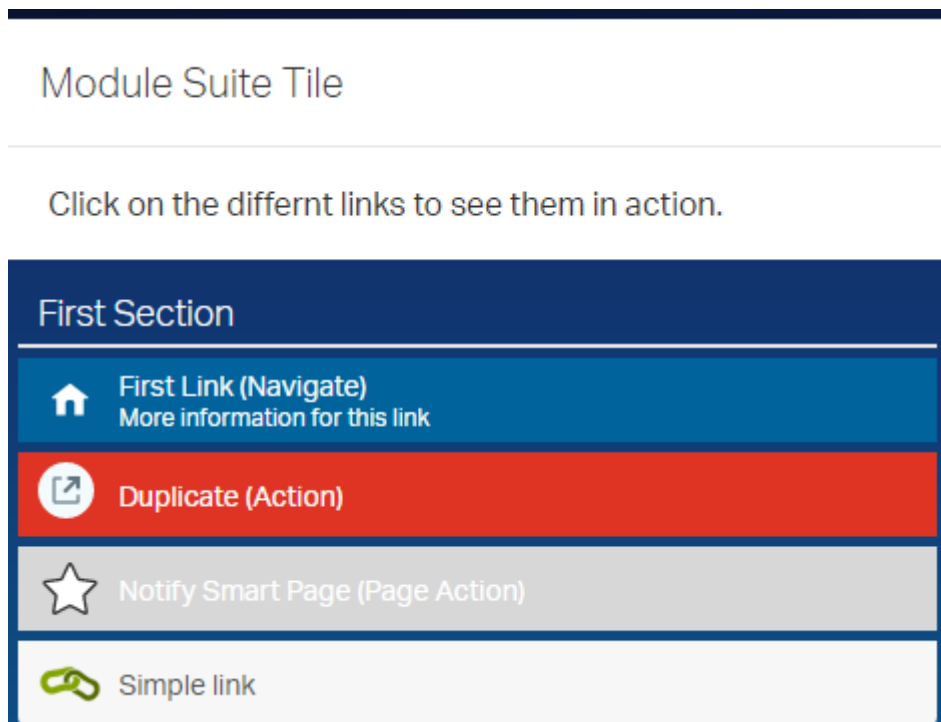 Module Suite Tile
Click on the differnt links to see them in action.
First Section
First Link (Navigate)
More information for this link
Duplicate (Action)
Notify Smart Page (Page Action)
Simple link